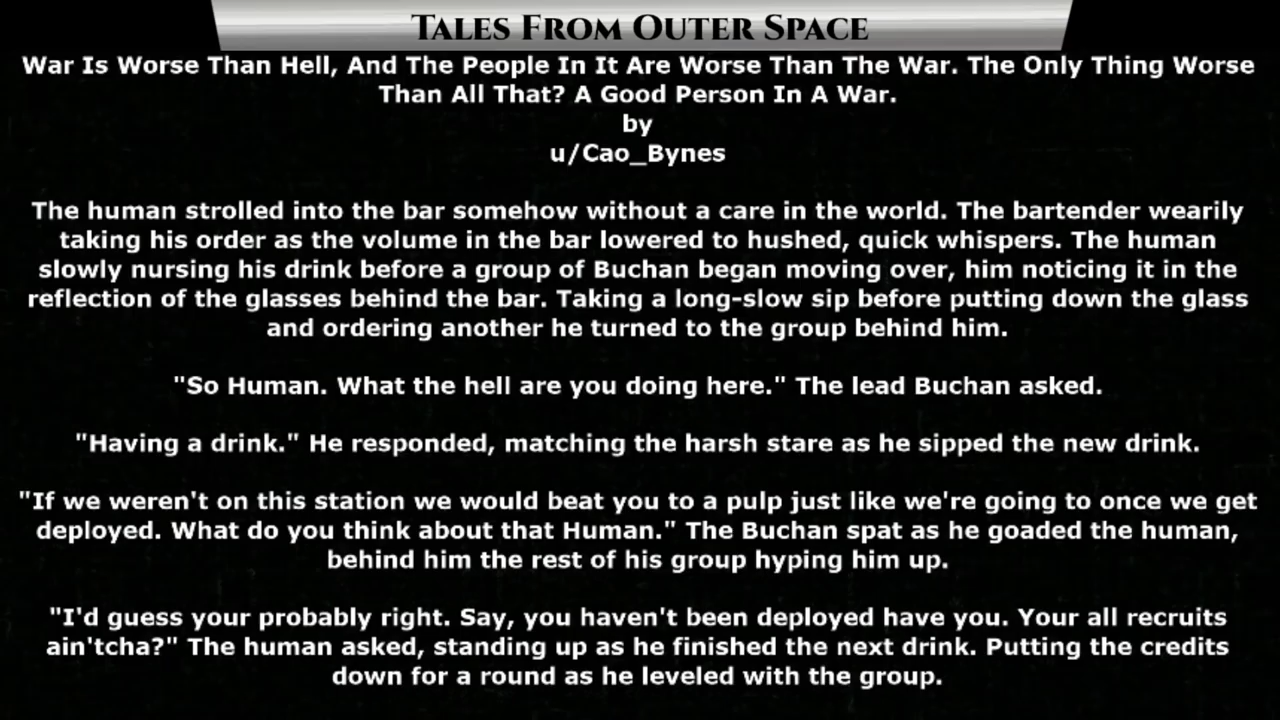 Tales From Outer Space
War Is Worse Than Hell, And The People In It Are Worse Than The War. The Only Thing Worse
Than All That? A Good Person In A War.
by
u/Cao_Bynes
The human strolled into the bar somehow without a care in the world. The bartender wearily
taking his order as the volume in the bar lowered to hushed, quick whispers. The human
slowly nursing his drink before a group of Buchan began moving over, him noticing it in the
reflection of the glasses behind the bar. Taking a long-slow sip before putting down the glass
and ordering another he turned to the group behind him.
"So Human. What the hell are you doing here." The lead Buchan asked.
"Having a drink." He responded, matching the harsh stare as he sipped the new drink.
"If we weren't on this station we would beat you to a pulp just like we're going to once we get
deployed. What do you think about that Human." The Buchan spat as he goaded the human,
behind him the rest of his group hyping him up.
"I'd guess your probably right. Say, you haven't been deployed have you. Your all recruits
ain'tcha?" The human asked, standing up as he finished the next drink. Putting the credits
down for a round as he leveled with the group.